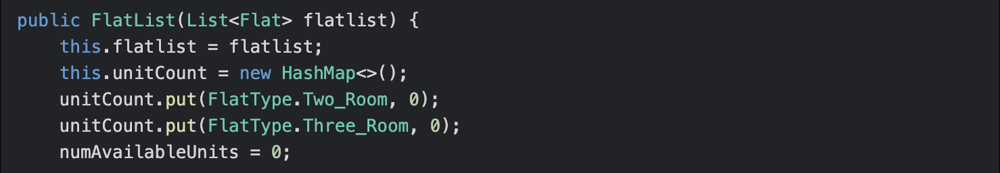 public FlatList(List<Flat> flatlist) {
this.flatlist = flatlist;
this.unitCount = new HashMap<>();
unitCount.put(FlatType.Two_Room, 0);
unitCount.put(FlatType.Three_Room, 0);
numAvailableUnits = 0;